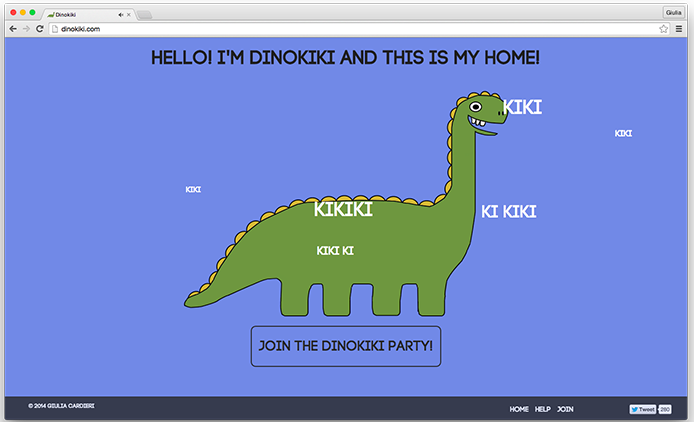 Dinokiki
Giulia
dinokiki.com
HELLO! I'M DINOKIKI AND THIS IS MY HOME!
KIKI
KIKI
KIKI
KIKIKI
KI KIKI
KIKI KI
JOIN THE DINOKIKI PARTY!
© 2014 GIULIA CARDIERI
HOME HELP JOIN
Tweet 280